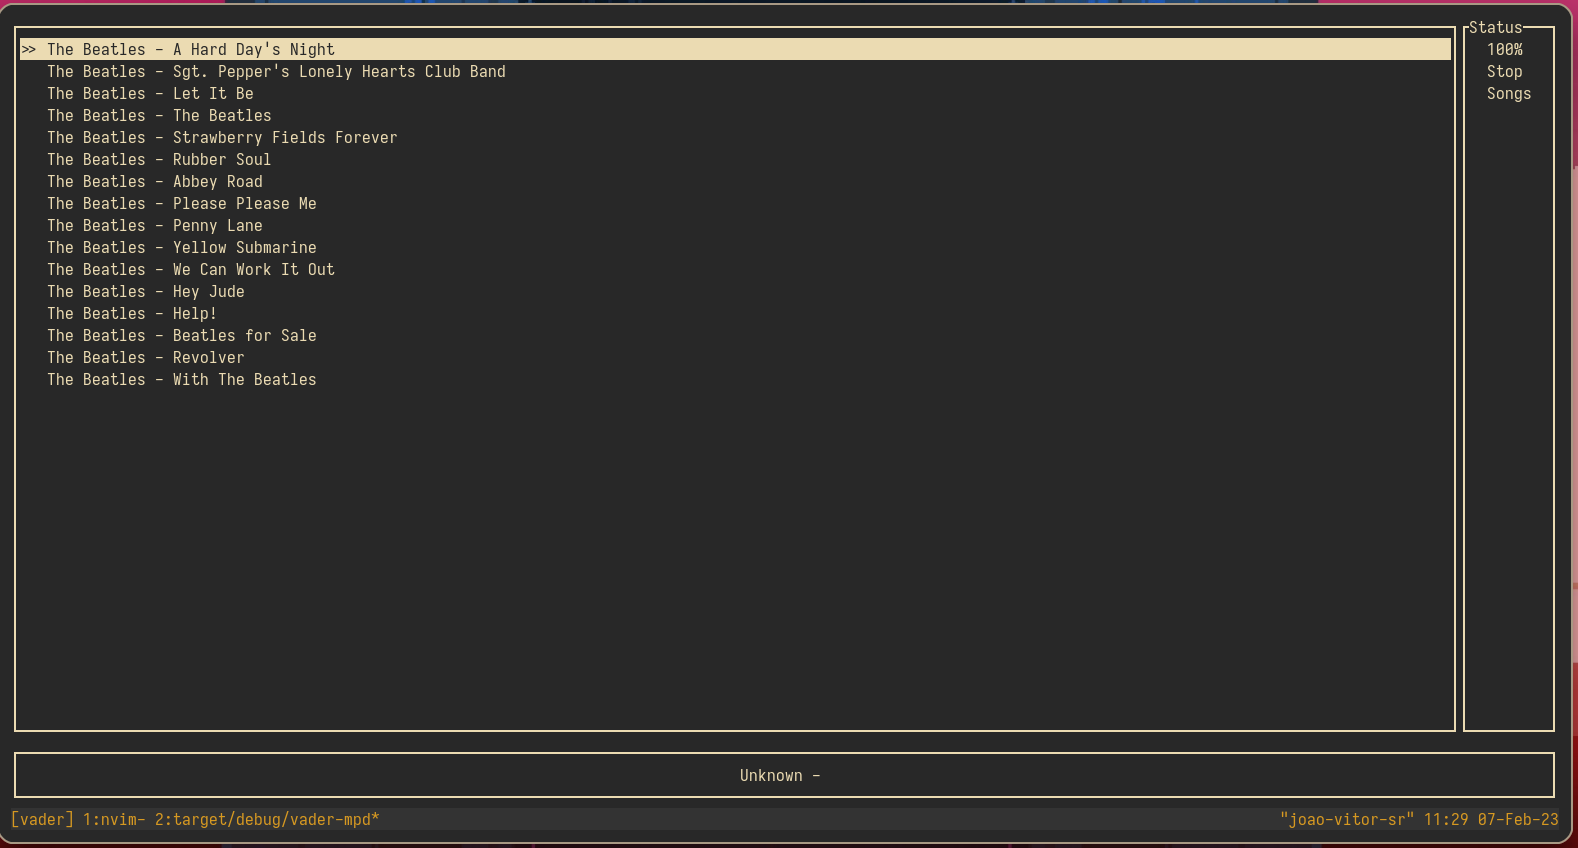 Status
>> The Beatles - A Hard Day's Night
The Beatles - Sgt. Pepper's Lonely Hearts Club Band
The Beatles - Let It Be
The Beatles - The Beatles
The Beatles - Strawberry Fields Forever
The Beatles - Rubber Soul
The Beatles - Abbey Road
The Beatles - Please Please Me
The Beatles - Penny Lane
The Beatles - Yellow Submarine
The Beatles - We Can Work It Out
The Beatles - Hey Jude
The Beatles - Help!
The Beatles - Beatles for Sale
The Beatles - Revolver
The Beatles - With The Beatles
100%
Stop
Songs
Unknown -
[vader] 1:nvim- 2:target/debug/vader-mpd*
"joao-vitor-sr" 11:29 07-Feb-23